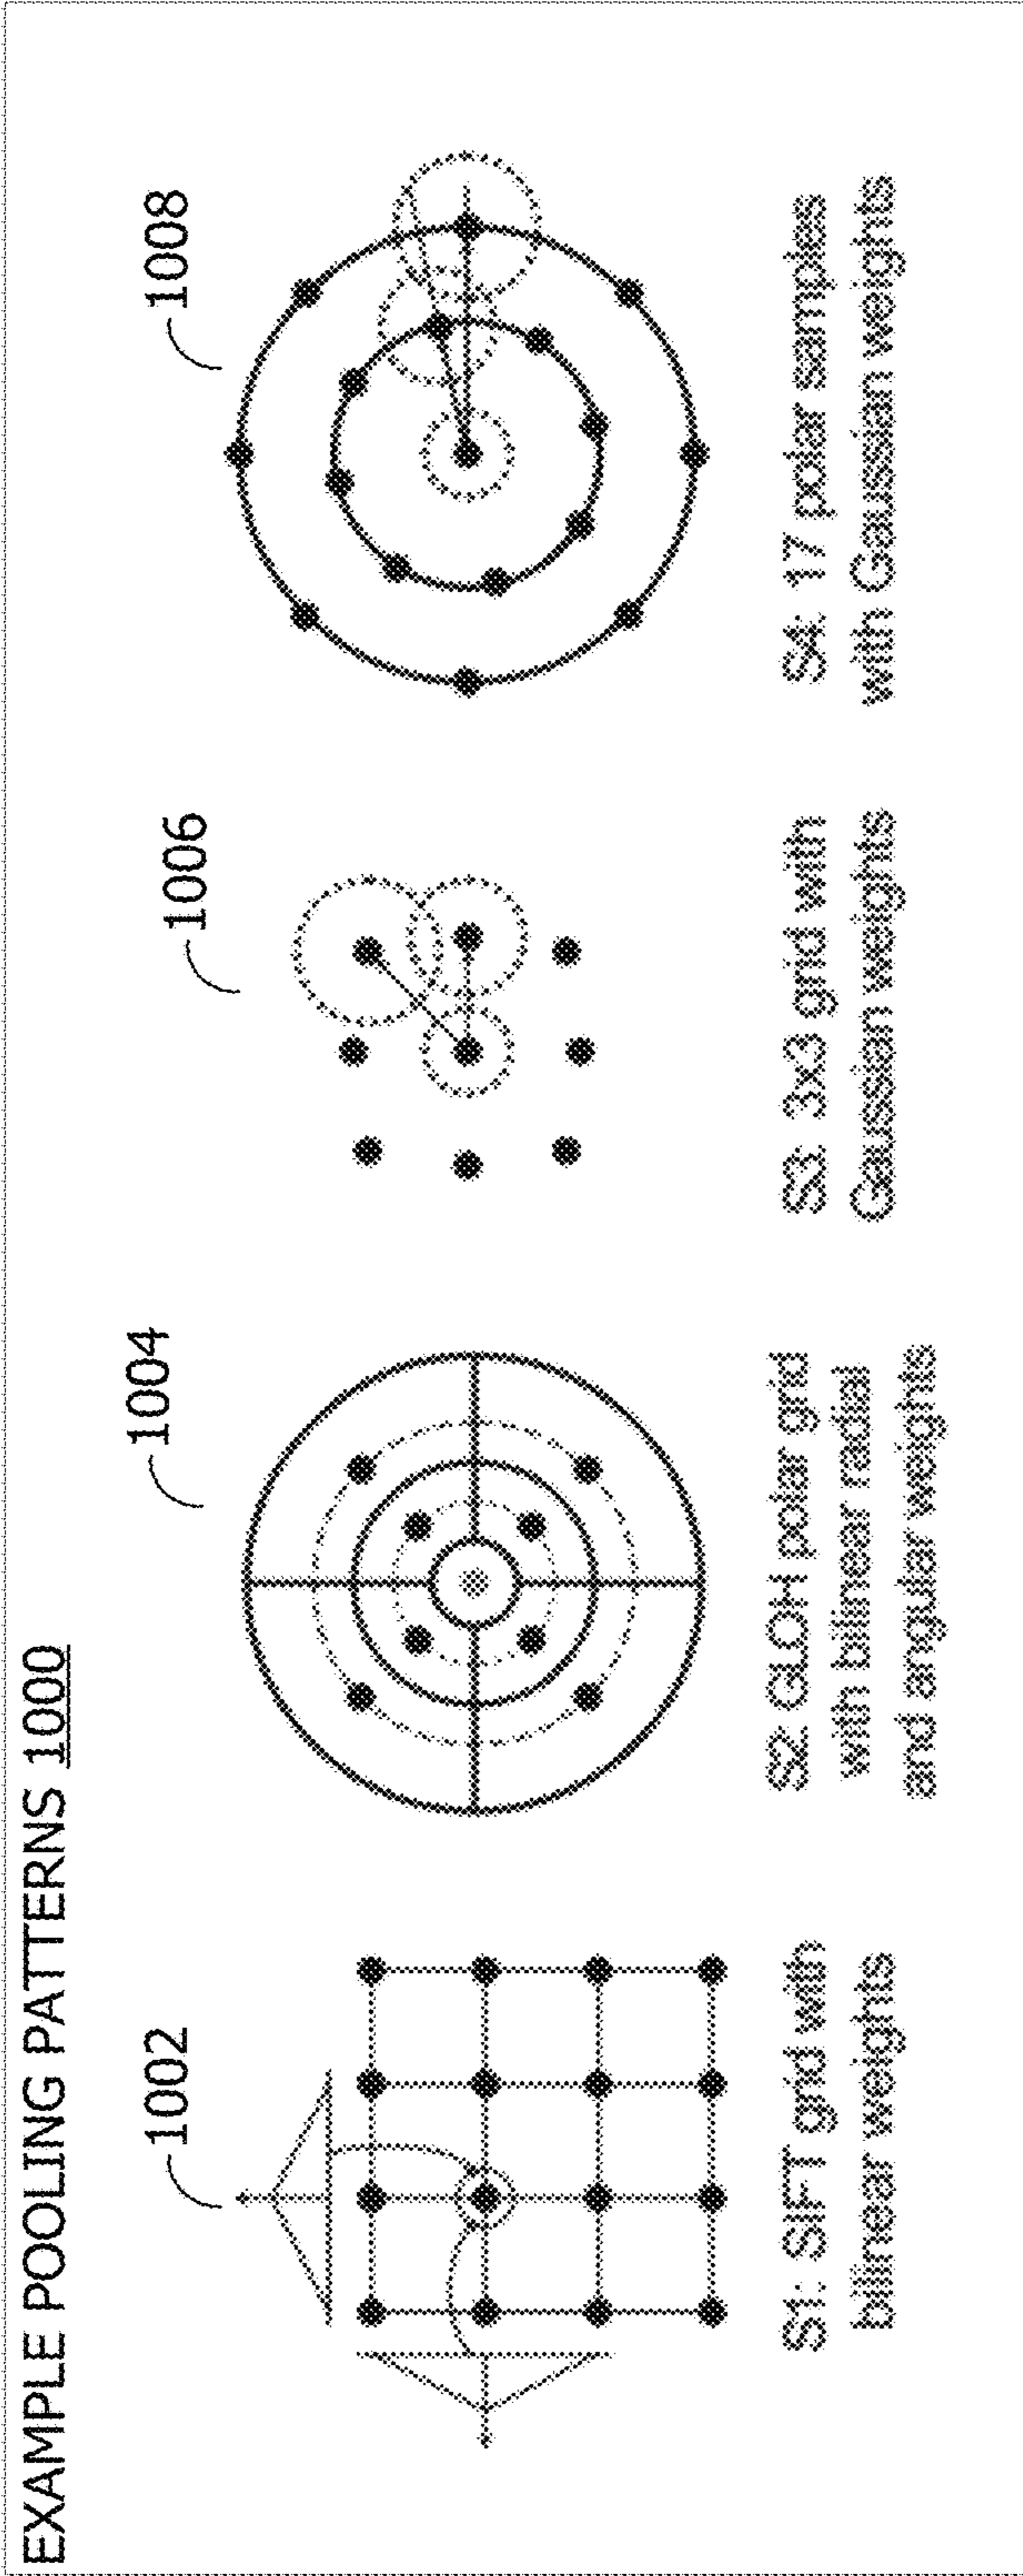 EXAMPLE POOLING PATTERNS 1000
1002
S1: SIFT grid with
bilinear weights
1004
S2: GLOH polar grid
with bilinear radial
and angular weights
1006
S3: 3x3 grid with
Gaussian weights
1008
S4: 17 polar samples
with Gaussian weights